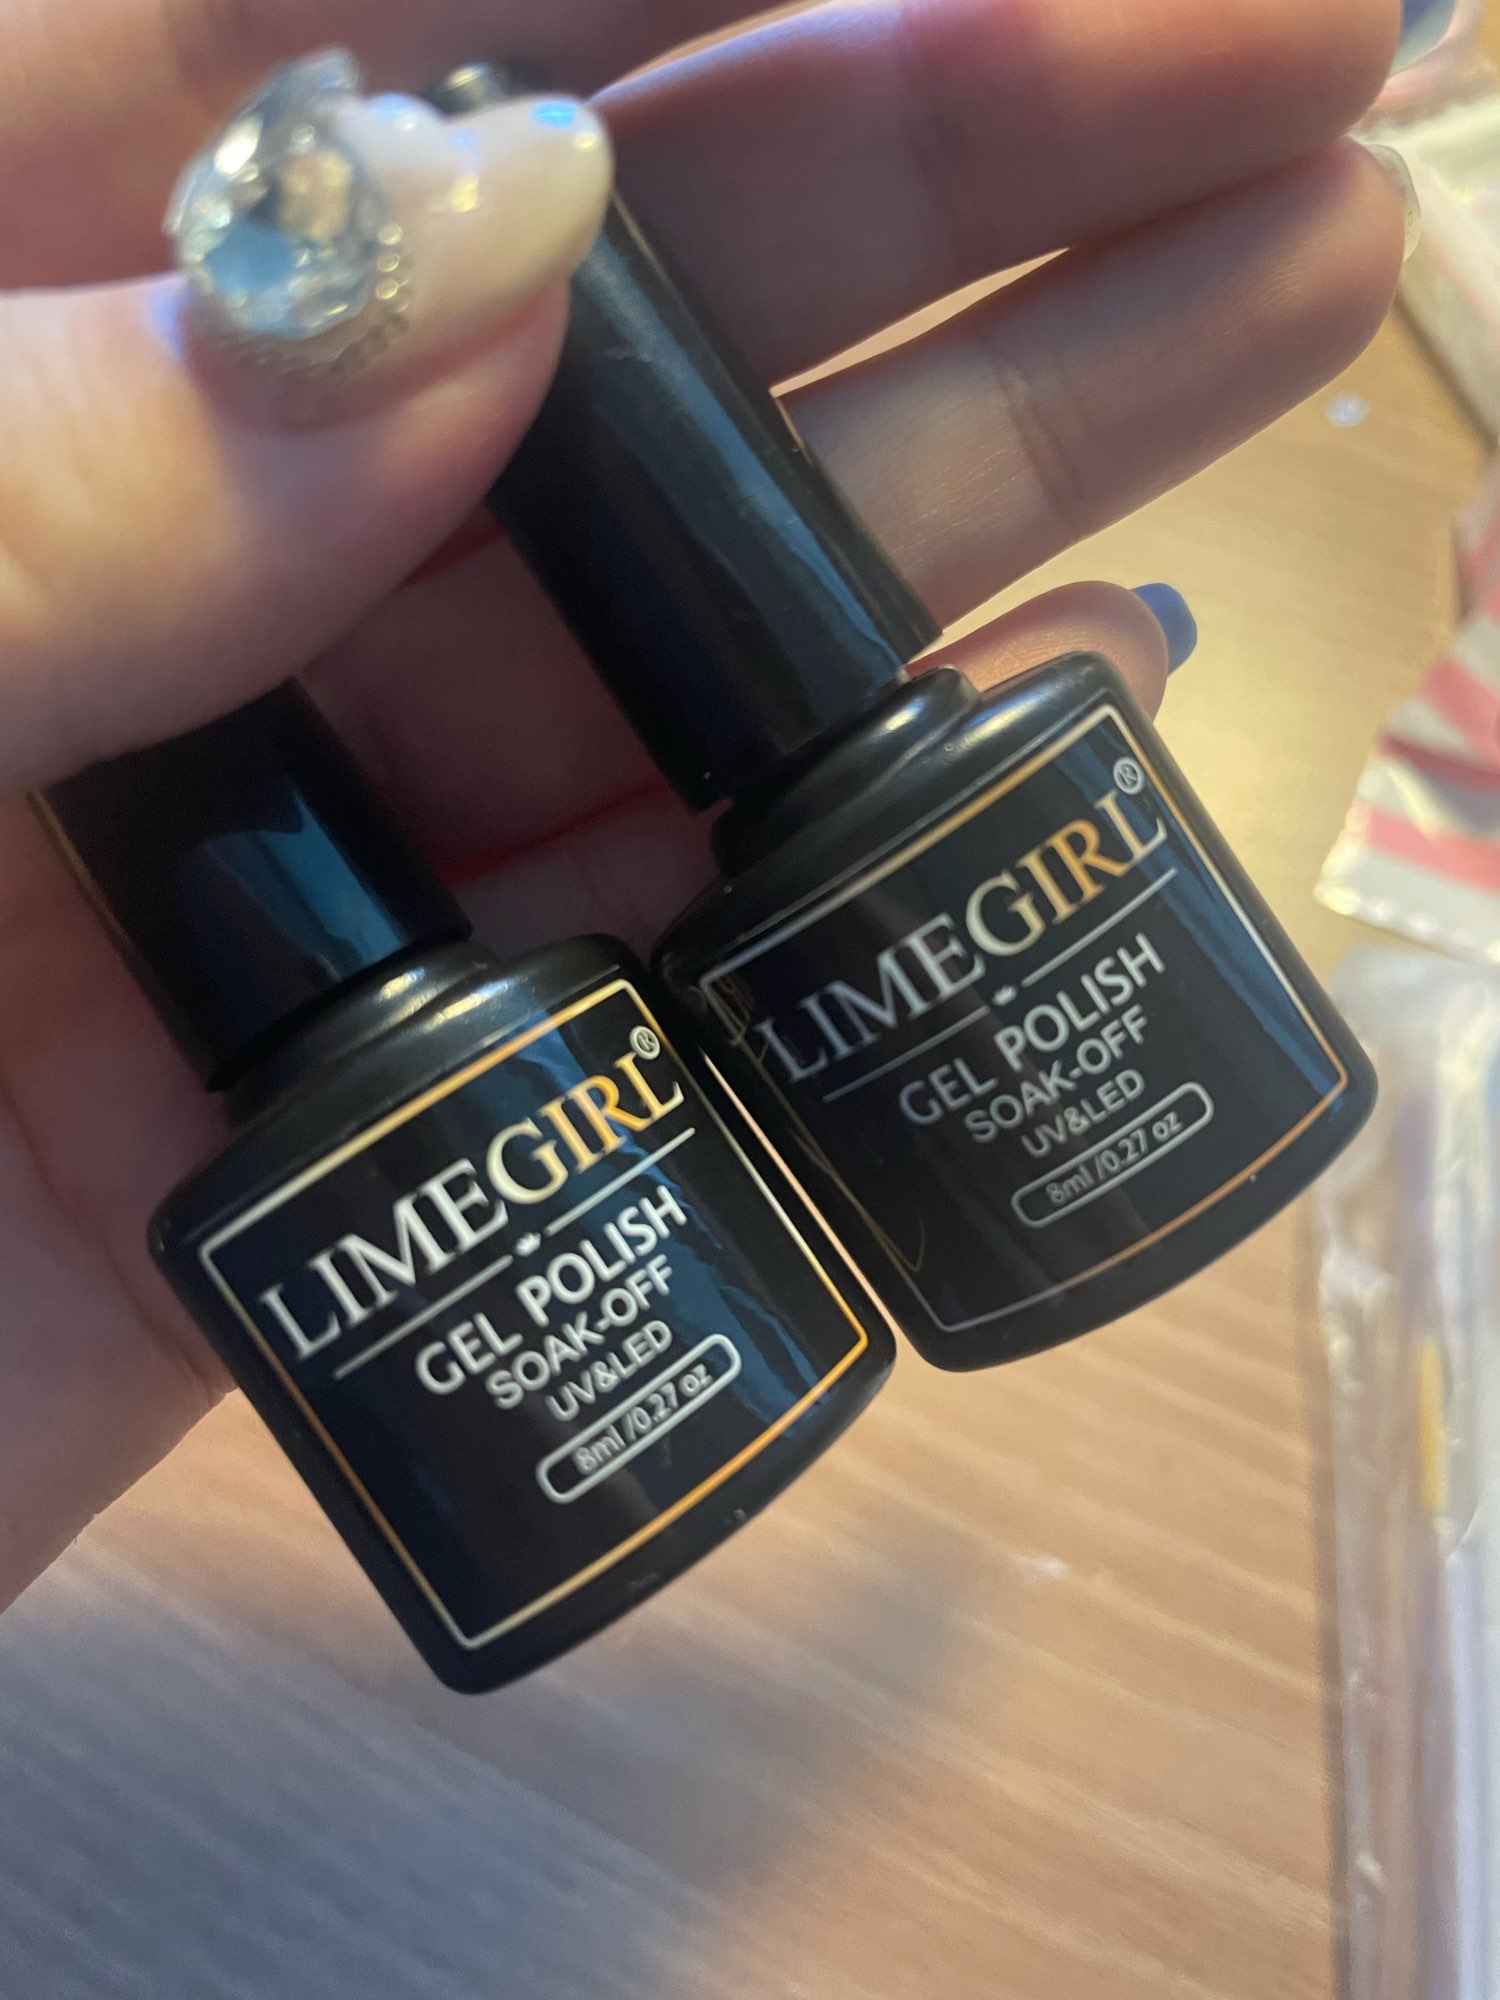 LIMEGIRL®
GEL POLISH
SOAK-OFF
UV&LED
8ml /0.27 oz
LIMEGIRL®
GEL POLISH
SOAK-OFF
UV&LED
8ml /0.27 oz